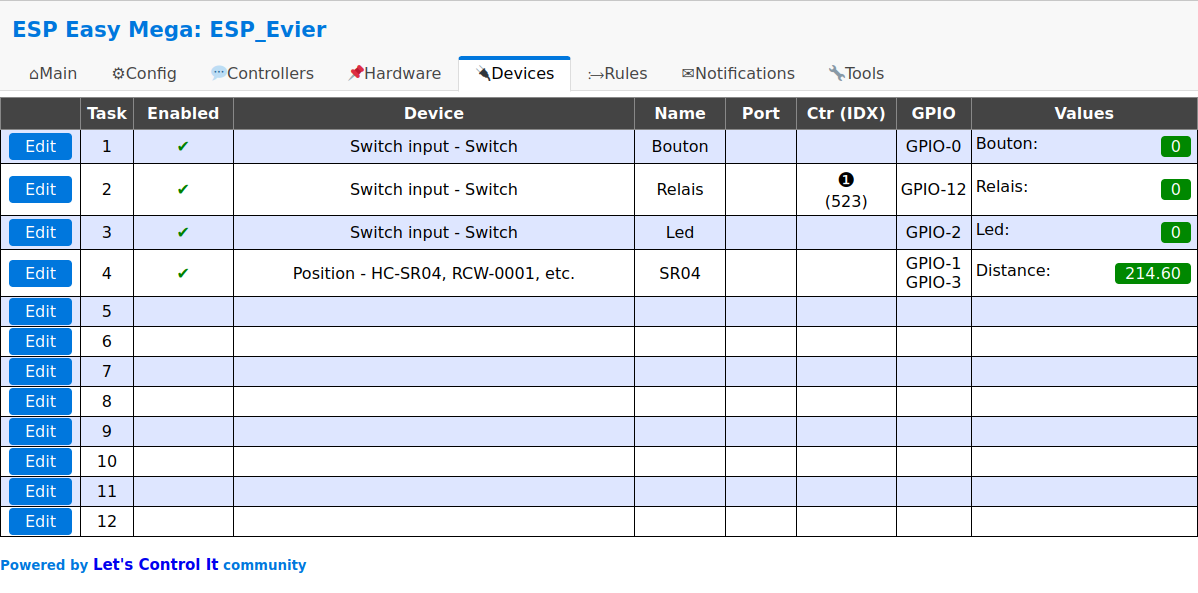 ESP Easy Mega: ESP_Evier
⌂Main ⚙Config 💬Controllers 📌Hardware 🔌Devices Rules ✉Notifications 🔧Tools
Task Enabled Device Name Port Ctr (IDX) GPIO Values
Edit 1 ✔ Switch input - Switch Bouton GPIO-0 Bouton: 0
Edit 2 ✔ Switch input - Switch Relais ❶ GPIO-12 Relais: 0
(523)
Edit 3 ✔ Switch input - Switch Led GPIO-2 Led: 0
Edit 4 ✔ Position - HC-SR04, RCW-0001, etc. SR04 GPIO-1 Distance: 214.60
GPIO-3
Edit 5
Edit 6
Edit 7
Edit 8
Edit 9
Edit 10
Edit 11
Edit 12
Powered by Let's Control It community